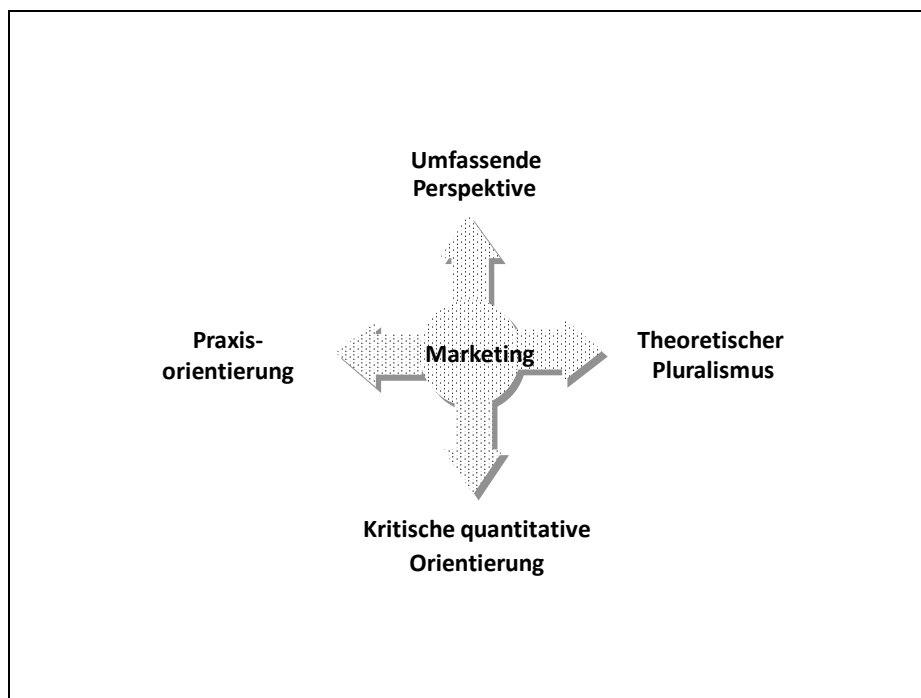 Umfassende
Perspektive
Praxis-
orientierung
Marketing
Theoretischer
Pluralismus
Kritische quantitative
Orientierung